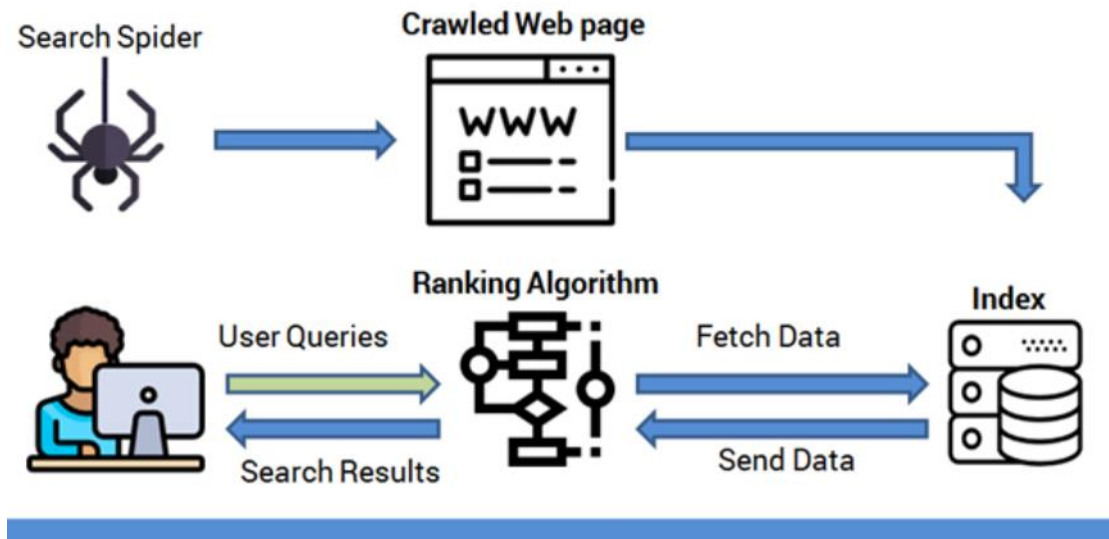 Search Spider
Crawled Web page
WWW
Ranking Algorithm
Index
User Queries
Fetch Data
Search Results
Send Data